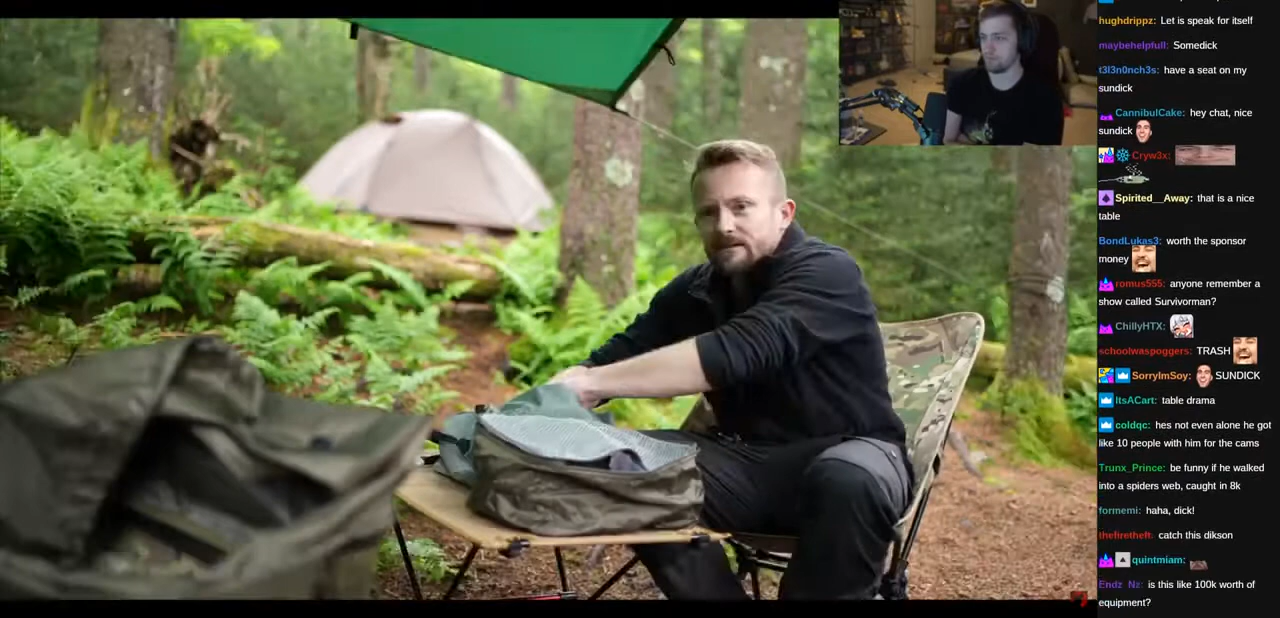 hughdrippz: Let is speak for itself
maybehelpfull: Somedick
t3l3n0nch3s: have a seat on my
sundick
CannibulCake: hey chat, nice
sundick
Cryw3x:
Spirited__Away: that is a nice
table
BondLukas3: worth the sponsor
money
romus555: anyone remember a
show called Survivorman?
ChillyHTX:
schoolwaspoggers: TRASH
SorryImSoy: SUNDICK
ItsACart: table drama
coldqc: hes not even alone he got
like 10 people with him for the cams
Trunx_Prince: be funny if he walked
into a spiders web, caught in 8k
formemi: haha, dick!
thefiretheft: catch this dikson
quintmiam:
Endz_Nz: is this like 100k worth of
equipment?